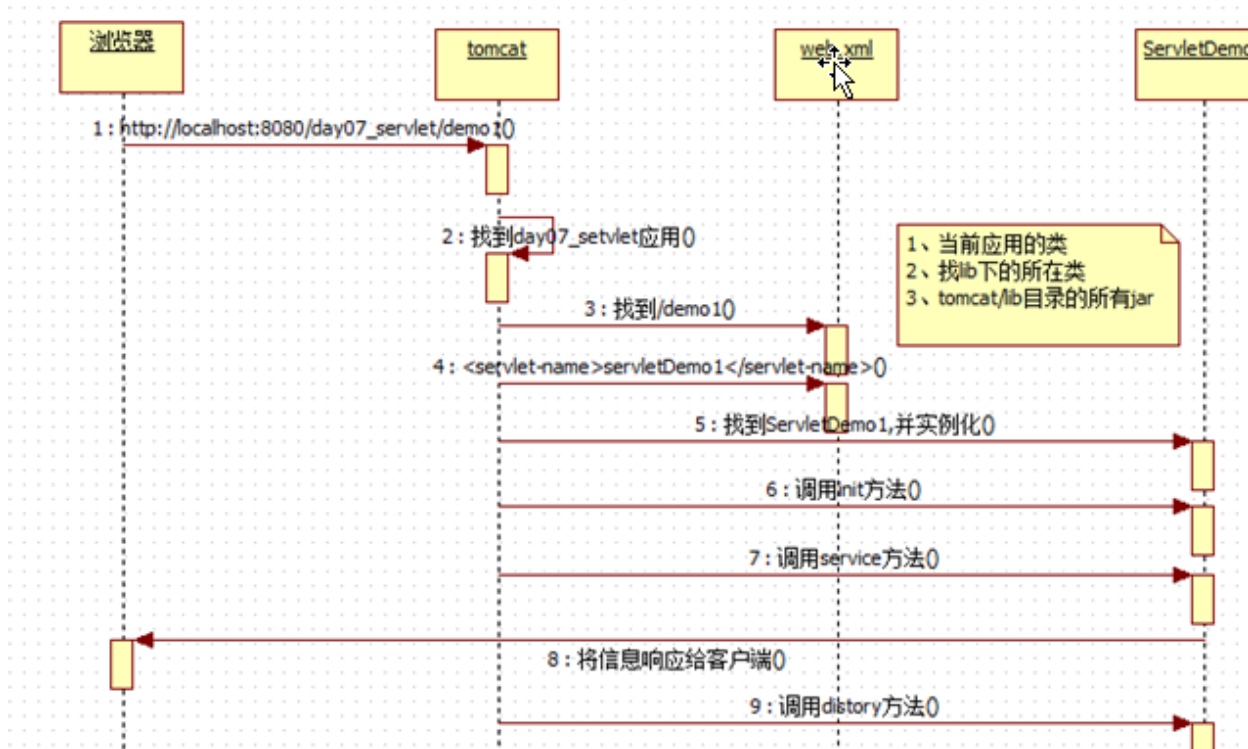 浏览器
tomcat
web.xml
ServletDemo
1 : http://localhost:8080/day07_servlet/demo1()
2 : 找到day07_setvlet应用()
1、当前应用的类
2、找lib下的所在类
3、tomcat/lib目录的所有jar
3 : 找到/demo1()
4 : <servlet-name>servletDemo1</servlet-name>()
5 : 找到ServletDemo1,并实例化()
6 : 调用init方法()
7 : 调用service方法()
8 : 将信息响应给客户端()
9 : 调用distory方法()